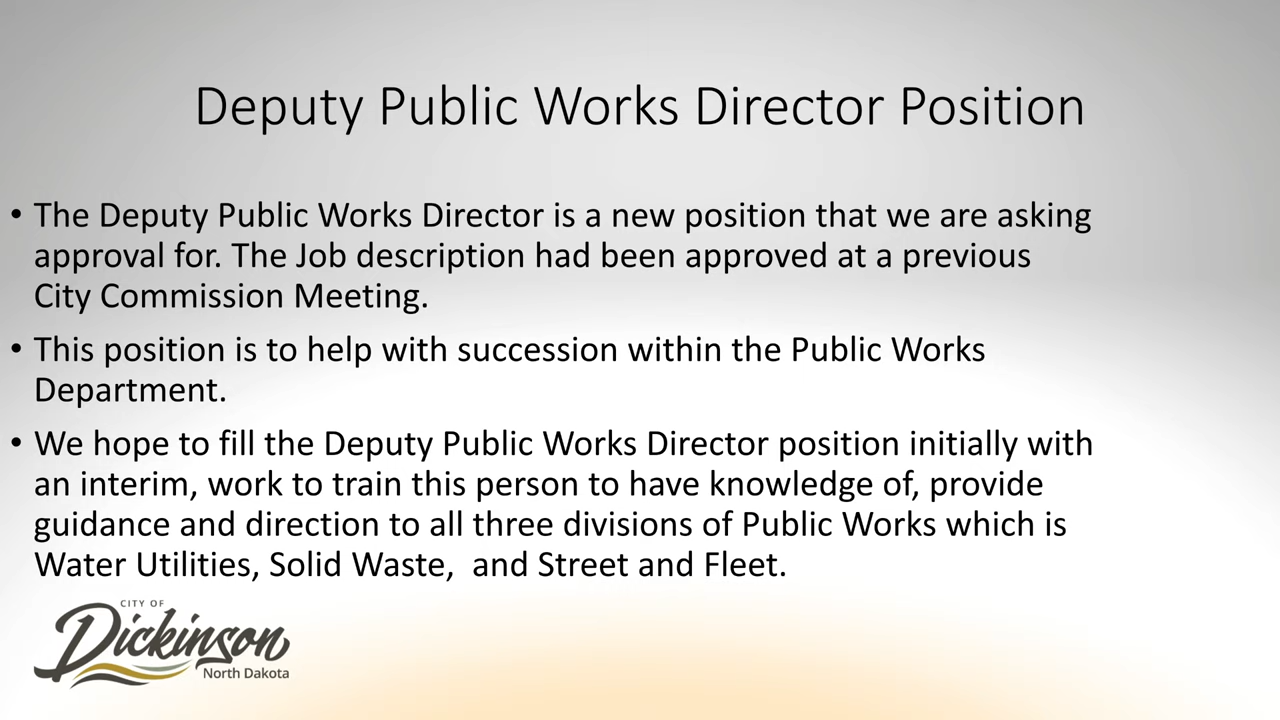 Deputy Public Works Director Position
• The Deputy Public Works Director is a new position that we are asking
approval for. The Job description had been approved at a previous
City Commission Meeting.
• This position is to help with succession within the Public Works
Department.
• We hope to fill the Deputy Public Works Director position initially with
an interim, work to train this person to have knowledge of, provide
guidance and direction to all three divisions of Public Works which is
Water Utilities, Solid Waste,  and Street and Fleet.
CITY OF
Dickinson
North Dakota